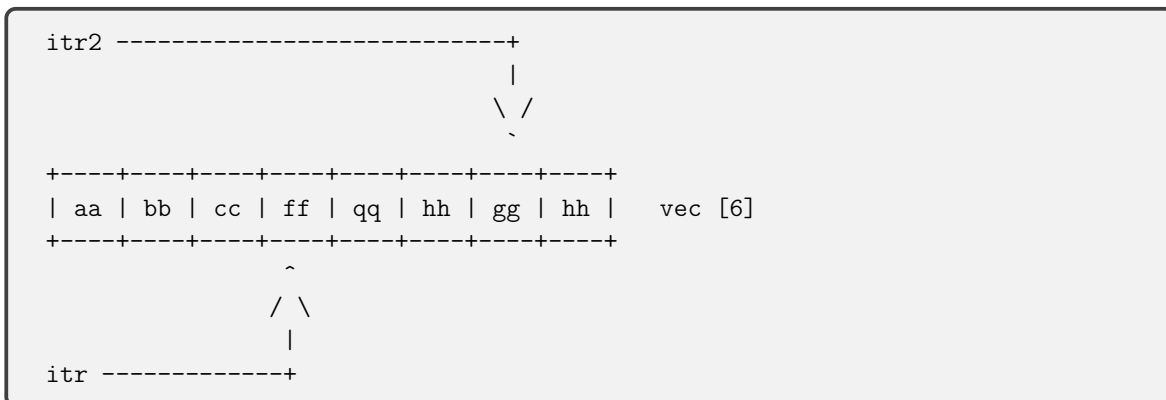 itr2 ----------------------------+
|
\ /
`
+----+----+----+----+----+----+----+----+
| aa | bb | cc | ff | qq | hh | gg | hh | vec [6]
+----+----+----+----+----+----+----+----+
^
/ \
|
itr -------------+